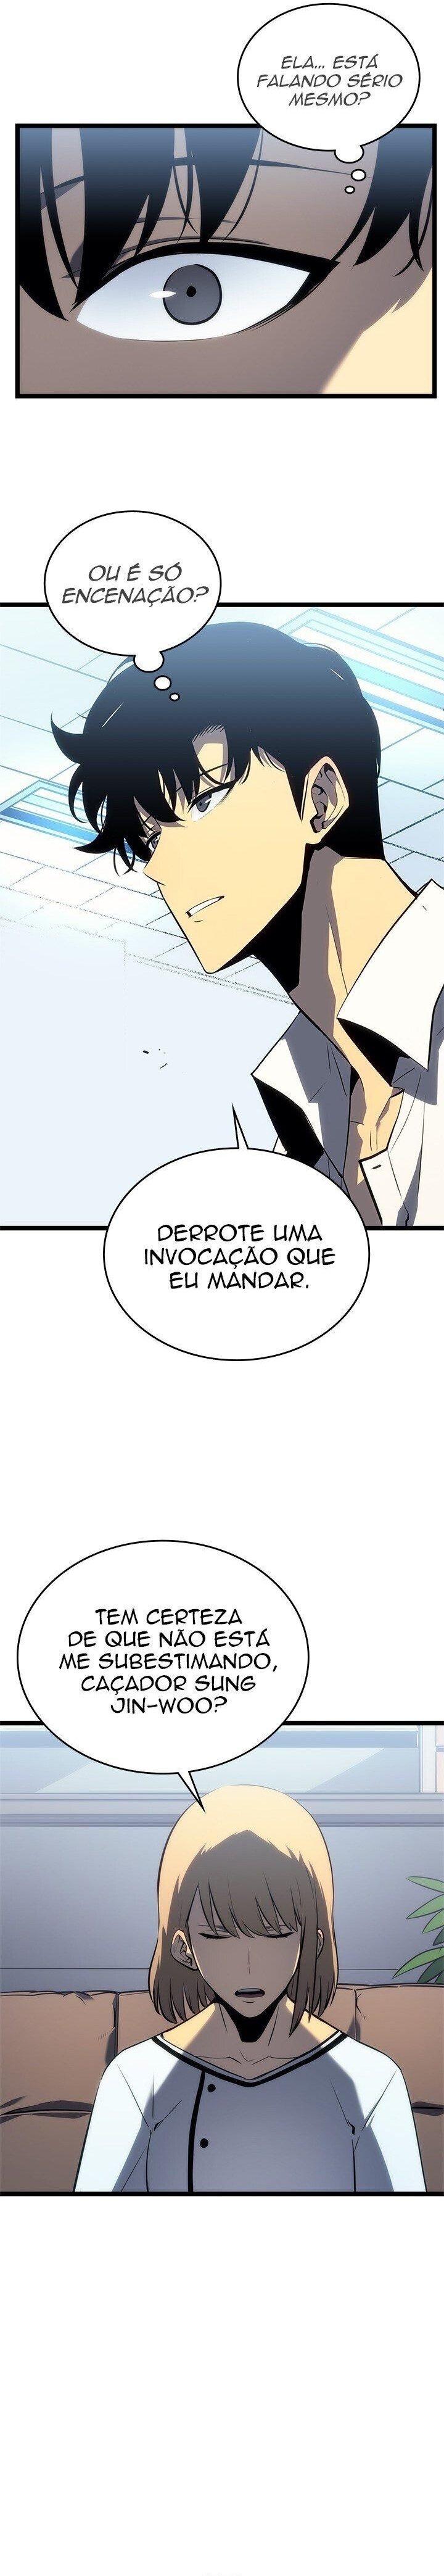 ELA... ESTÁ
FALANDO SÉRIO
MESMO?
OU É SÓ
ENCENAÇÃO?
DERROTE UMA
INVOCAÇÃO QUE
EU MANDAR.
TEM CERTEZA
DE QUE NÃO ESTÁ
ME SUBESTIMANDO,
CAÇADOR SUNG
JIN-WOO?